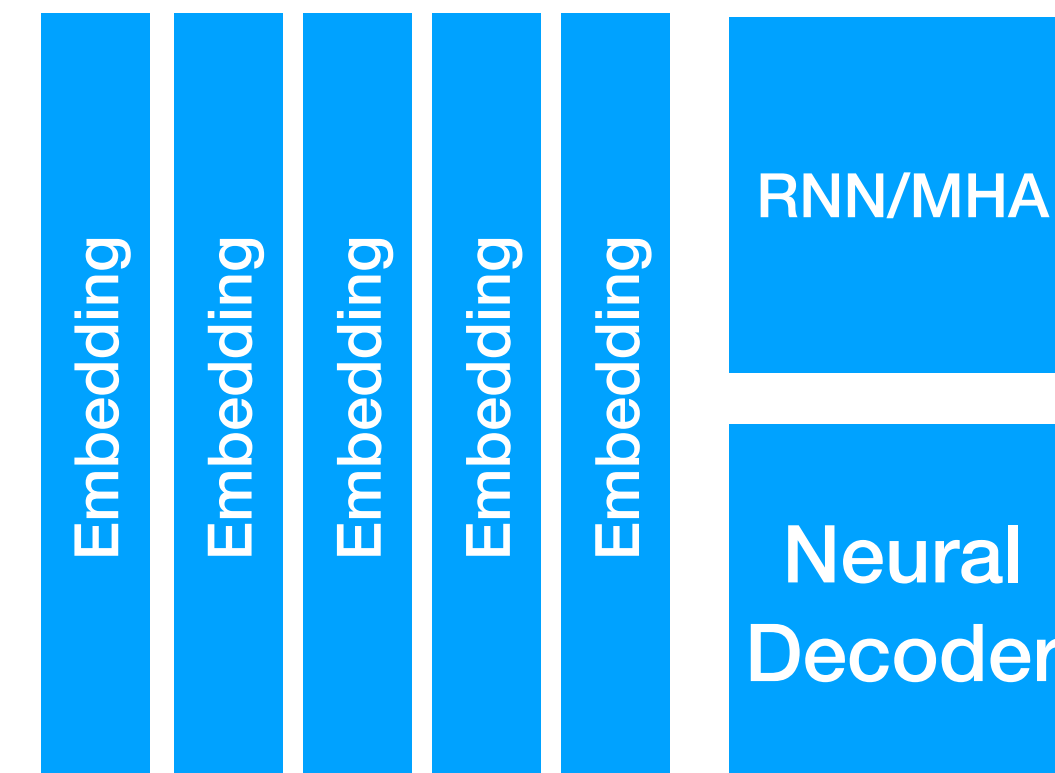 Embedding
Embedding
Embedding
Embedding
Embedding
RNN/MHA
Neural
Decoder